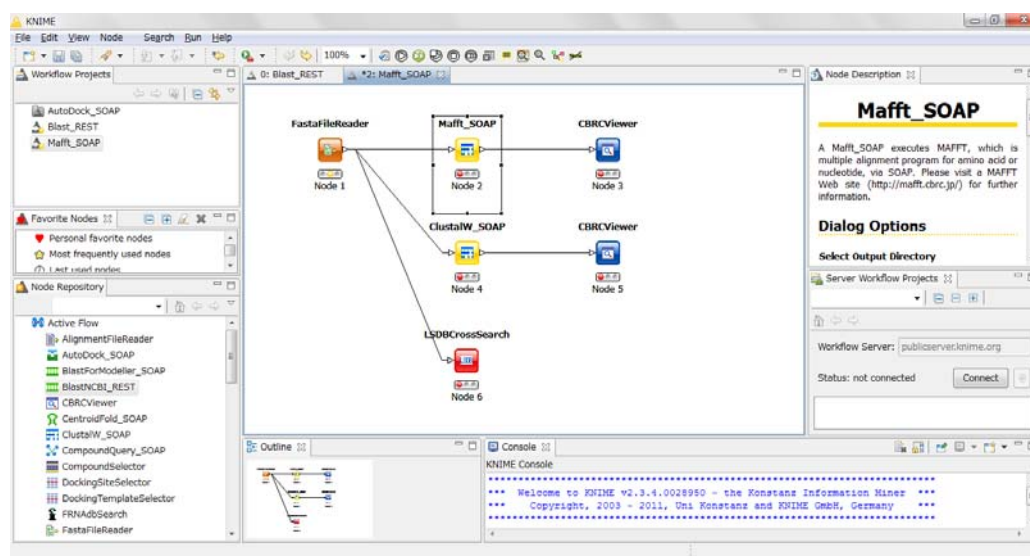 KNIME
File Edit View Node Search Run Help
100%
Workflow Projects
AutoDock_SOAP
Blast_REST
Mafft_SOAP
Favorite Nodes
Personal favorite nodes
Most frequently used nodes
Last used nodes
Node Repository
Active Flow
AlignmentFileReader
AutoDock_SOAP
BlastForModeller_SOAP
BlastNCBI_REST
CBRCViewer
CentroidFold_SOAP
ClustalW_SOAP
CompoundQuery_SOAP
CompoundSelector
DockingSiteSelector
DockingTemplateSelector
FRNAdbSearch
FastaFileReader
0: Blast_REST
*2: Mafft_SOAP
FastaFileReader
Mafft_SOAP
CBRCViewer
Node 1
Node 2
Node 3
ClustalW_SOAP
CBRCViewer
Node 4
Node 5
LSDBCrossSearch
Node 6
Outline
Console
KNIME Console
***********************************************************************
*** Welcome to KNIME v2.3.4.0028950 - the Konstanz Information Miner ***
*** Copyright, 2003 - 2011, Uni Konstanz and KNIME GmbH, Germany ***
***********************************************************************
Node Description
Mafft_SOAP
A Mafft_SOAP executes MAFFT, which is
multiple alignment program for amino acid or
nucleotide, via SOAP. Please visit a MAFFT
Web site (http://mafft.cbrc.jp/) for further
information.
Dialog Options
Select Output Directory
Server Workflow Projects
Workflow Server: publicserver.knime.org
Status: not connected
Connect